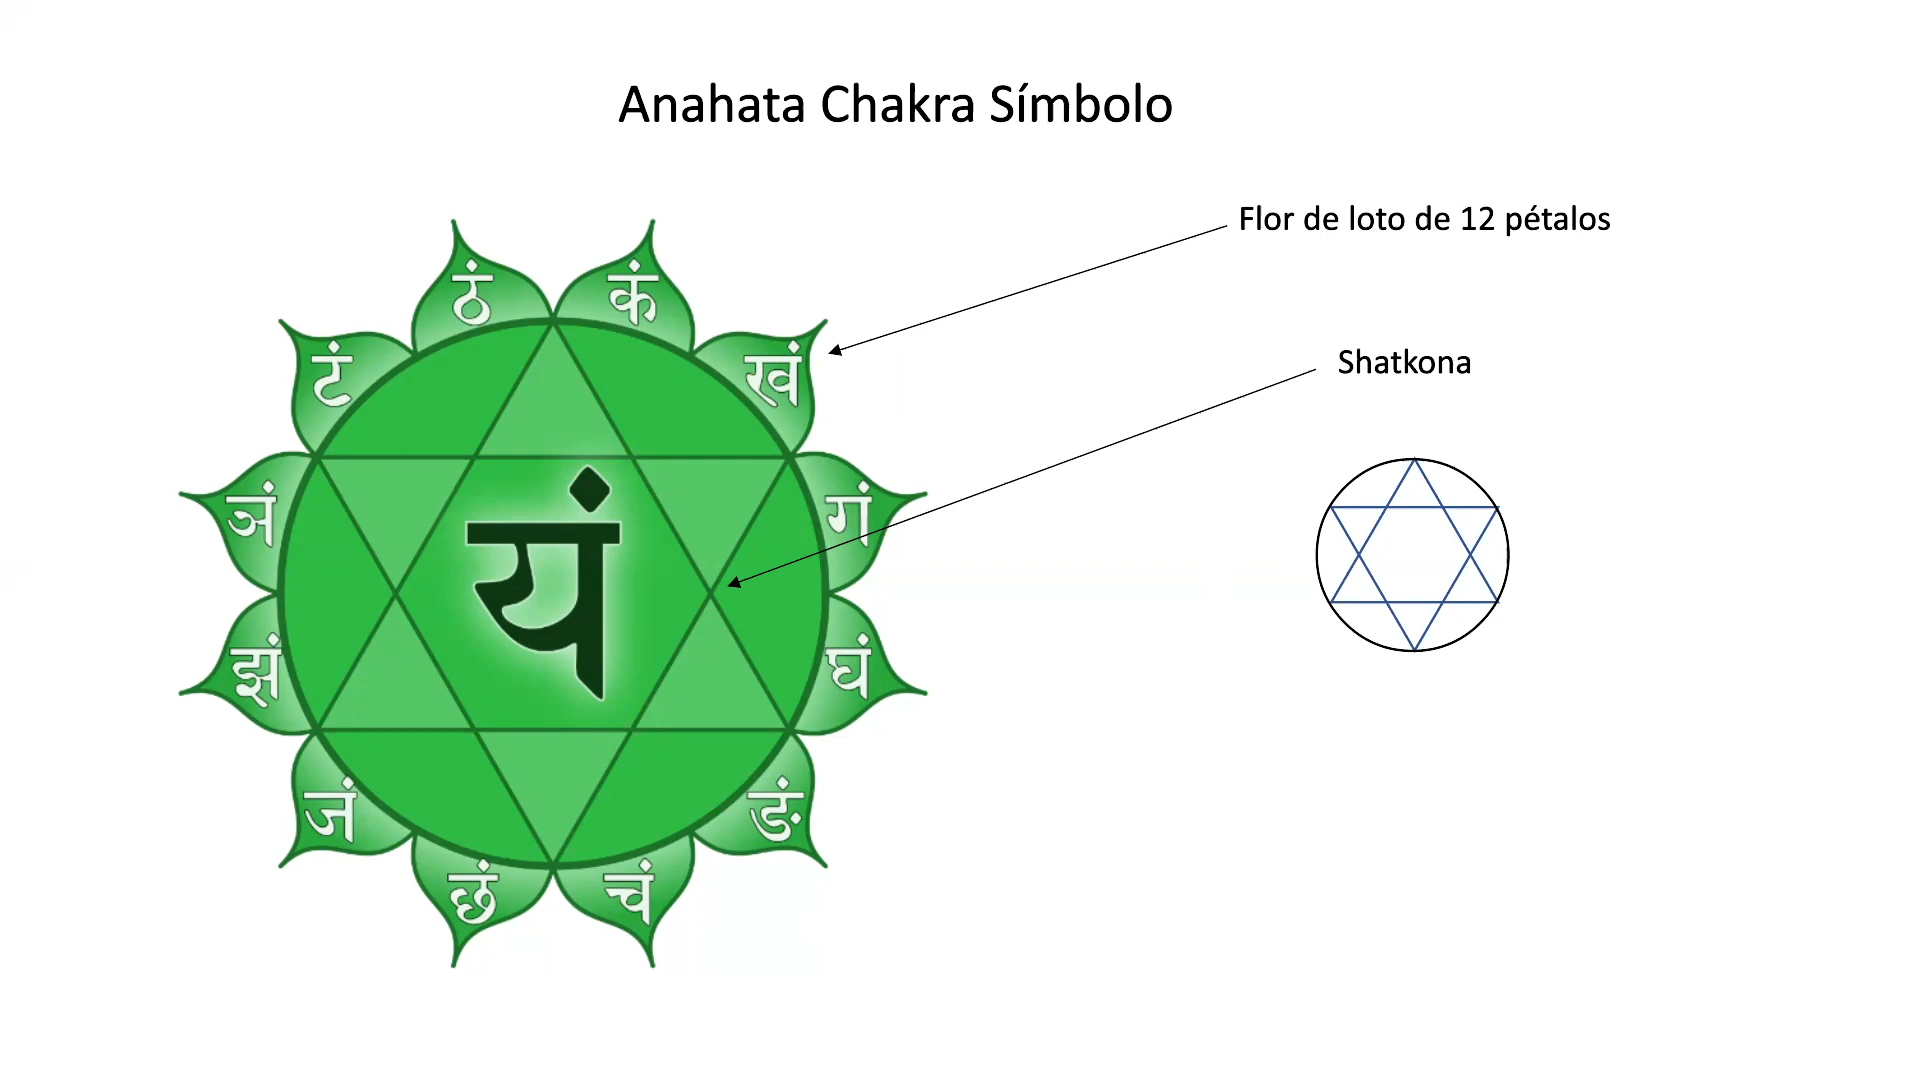 Anahata Chakra Símbolo
Flor de loto de 12 pétalos
Shatkona
कं
खं
गं
घं
ङं
चं
छं
जं
झं
ञं
टं
ठं
यं